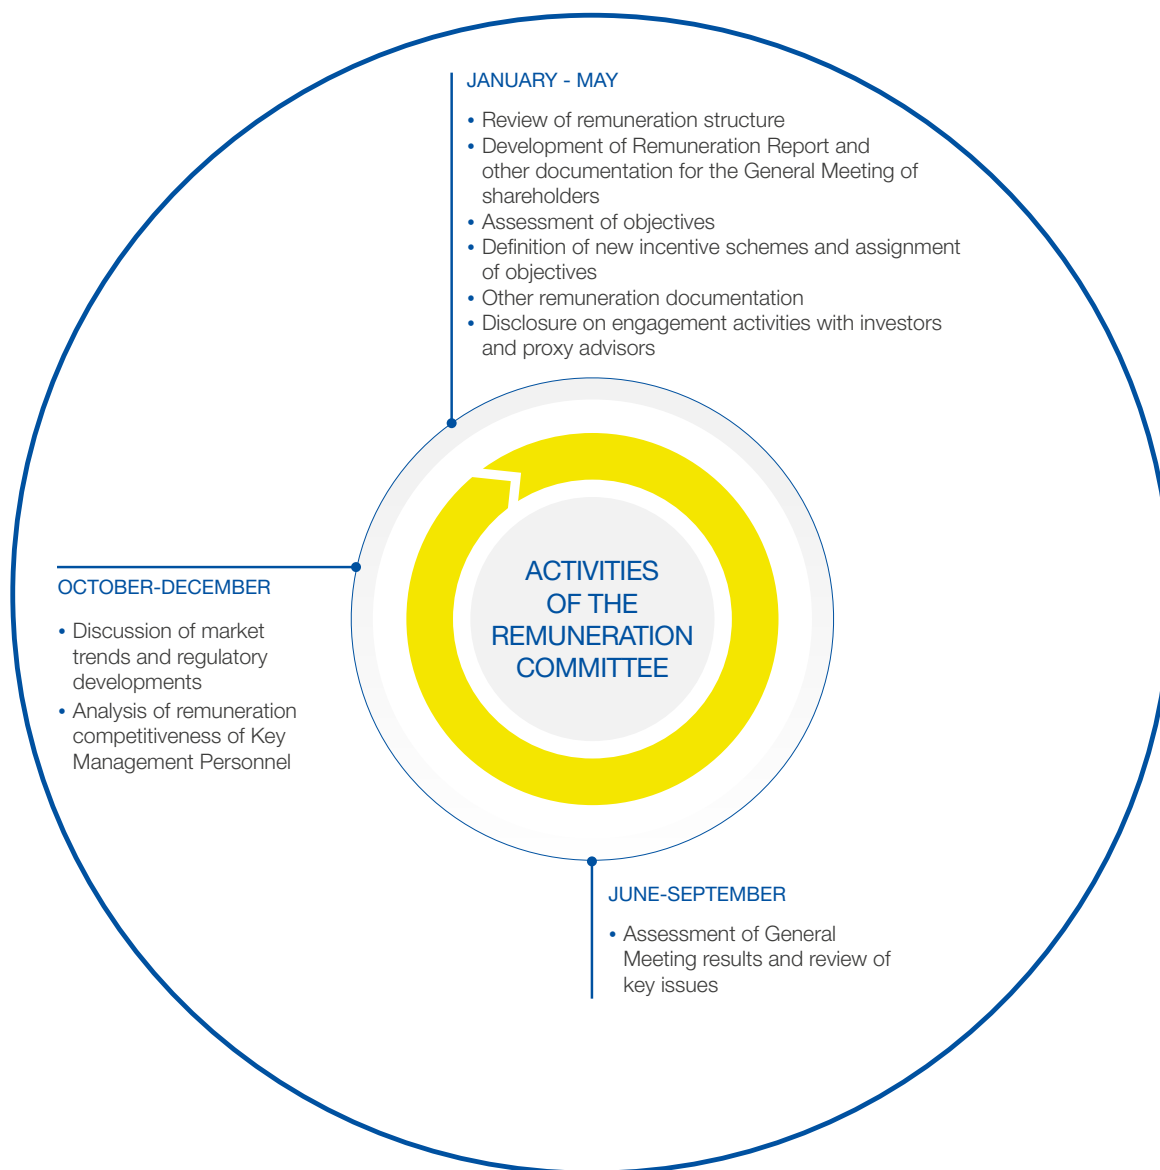 JANUARY - MAY
• Review of remuneration structure
• Development of Remuneration Report and
other documentation for the General Meeting of
shareholders
• Assessment of objectives
• Definition of new incentive schemes and assignment
of objectives
• Other remuneration documentation
• Disclosure on engagement activities with investors
and proxy advisors
ACTIVITIES
OF THE
REMUNERATION
COMMITTEE
OCTOBER-DECEMBER
• Discussion of market
trends and regulatory
developments
• Analysis of remuneration
competitiveness of Key
Management Personnel
JUNE-SEPTEMBER
• Assessment of General
Meeting results and review of
key issues